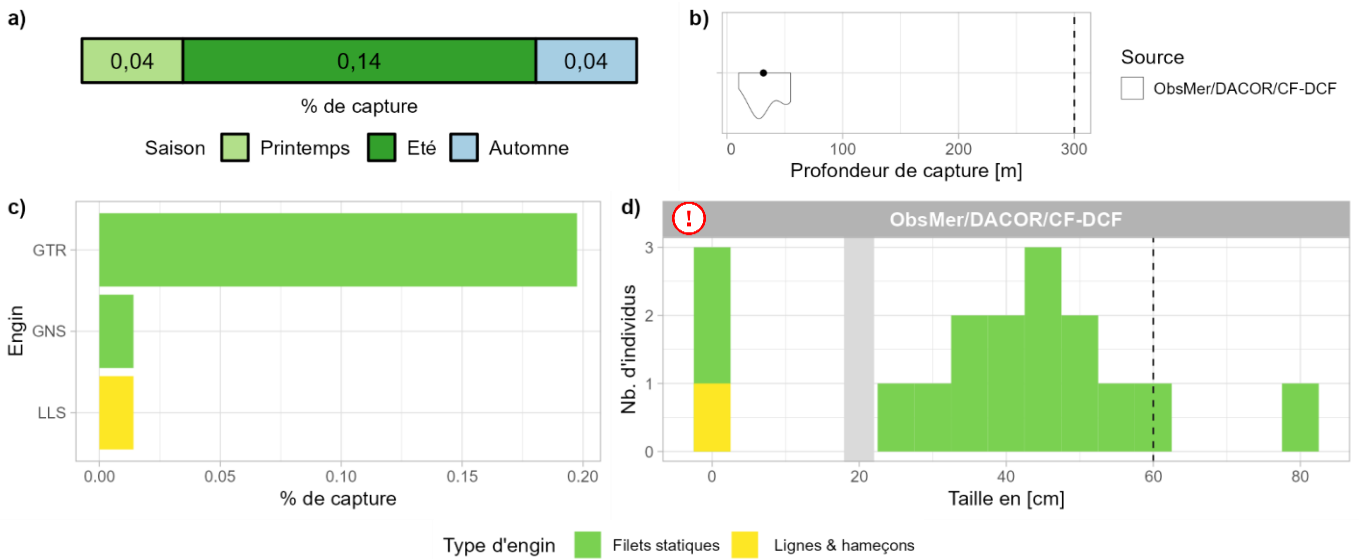 a)
0,04 0,14 0,04
% de capture
Saison Printemps Eté Automne
b)
0 100 200 300
Profondeur de capture [m]
Source
ObsMer/DACOR/CF-DCF
c)
Engin
GTR
GNS
LLS
0.00 0.05 0.10 0.15 0.20
% de capture
d)
! ObsMer/DACOR/CF-DCF
Nb. d'individus
3
2
1
0
0 20 40 60 80
Taille en [cm]
Type d'engin Filets statiques Lignes & hameçons